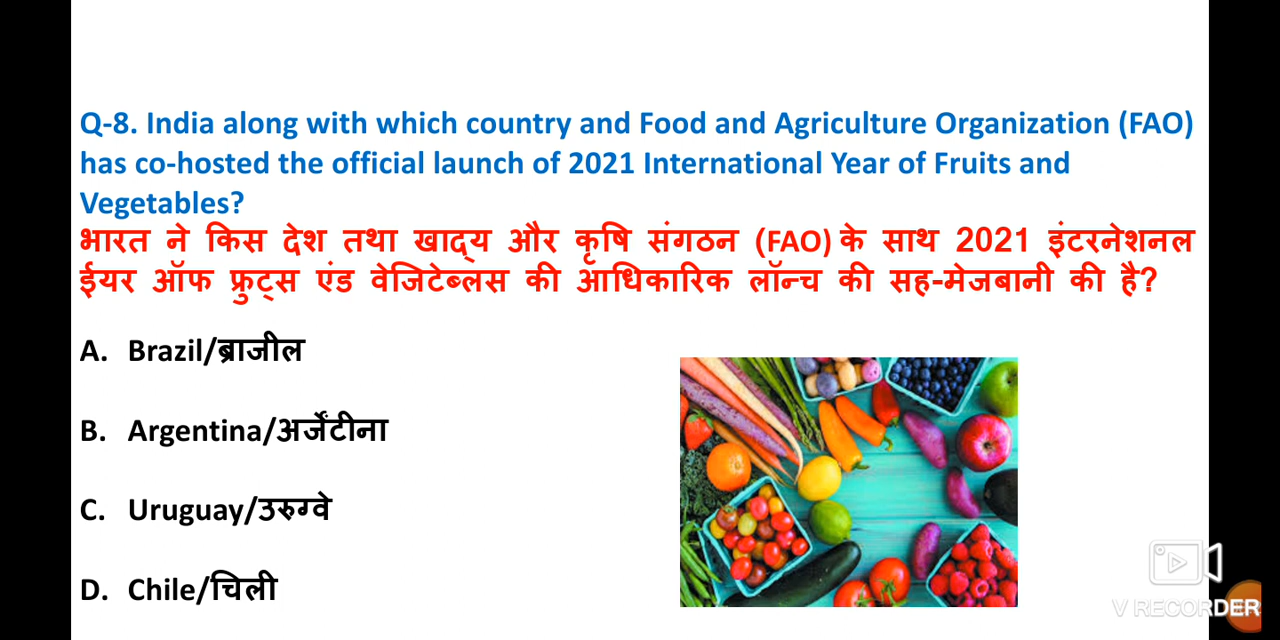 Q-8. India along with which country and Food and Agriculture Organization (FAO)
has co-hosted the official launch of 2021 International Year of Fruits and
Vegetables?
भारत ने किस देश तथा खाद्य और कृषि संगठन (FAO) के साथ 2021 इंटरनेशनल
ईयर ऑफ फ्रुट्स एंड वेजिटेब्लस की आधिकारिक लॉन्च की सह-मेजबानी की है?
A. Brazil/ब्राजील
B. Argentina/अर्जेंटीना
C. Uruguay/उरुग्वे
D. Chile/चिली
V RECORDER